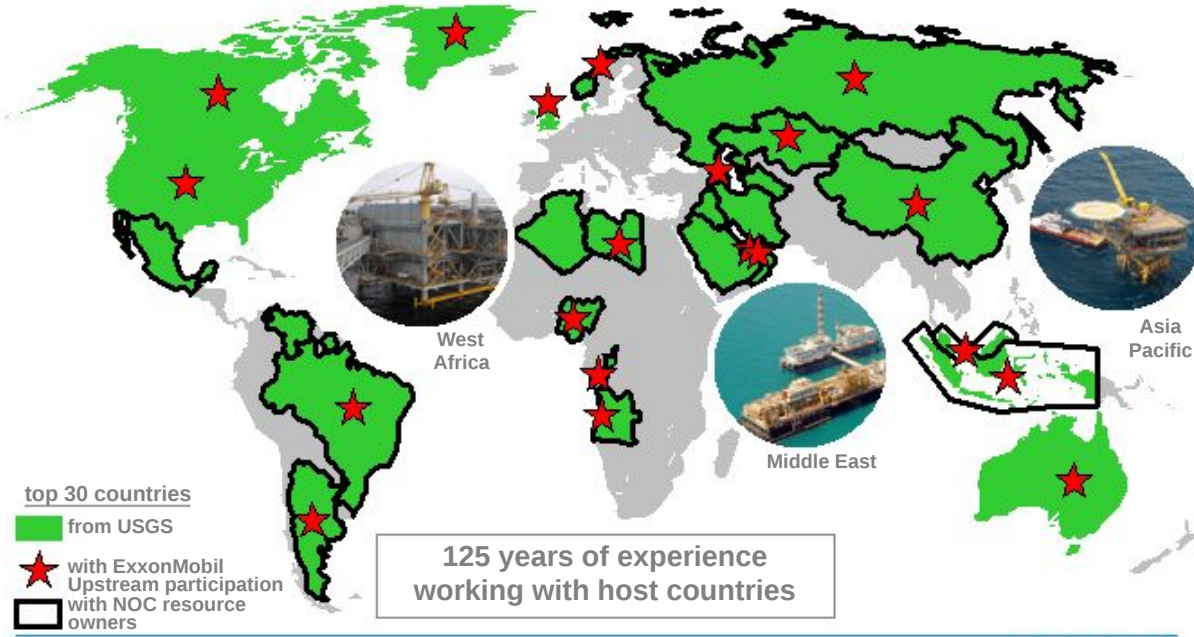 West
Africa
Middle East
Asia
Pacific
top 30 countries
from USGS
with ExxonMobil
Upstream participation
with NOC resource
owners
125 years of experience
working with host countries